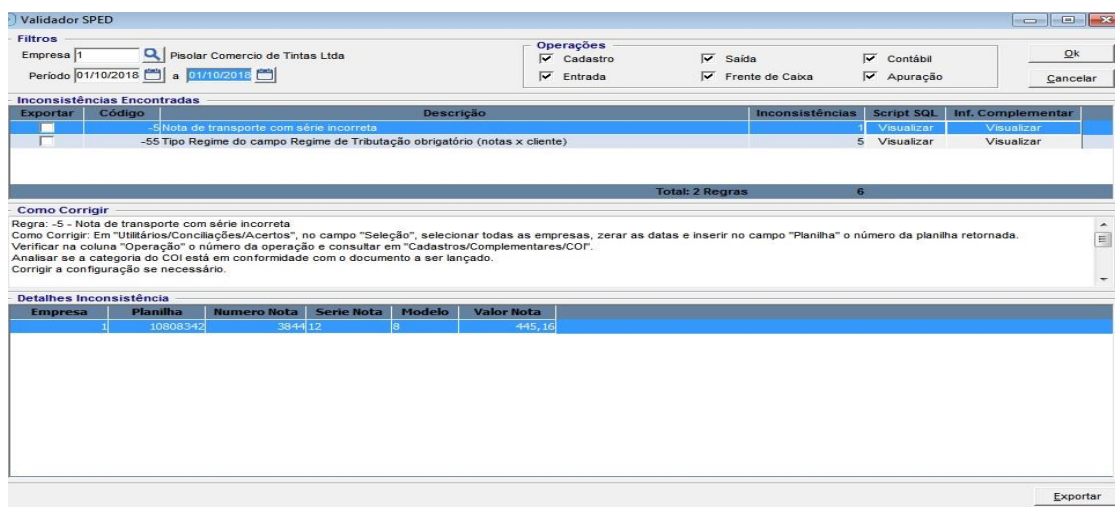 Validador SPED
Filtros
Empresa 1 Pisolar Comercio de Tintas Ltda
Período 01/10/2018 a 01/10/2018
Operações
Cadastro Saída Contábil
Entrada Frente de Caixa Apuração
Ok
Cancelar
Inconsistências Encontradas
Exportar Código Descrição Inconsistências Script SQL Inf. Complementar
-5 Nota de transporte com série incorreta 1 Visualizar Visualizar
-55 Tipo Regime do campo Regime de Tributação obrigatório (notas x cliente) 5 Visualizar Visualizar
Total: 2 Regras 6
Como Corrigir
Regra: -5 - Nota de transporte com série incorreta
Como Corrigir: Em "Utilitários/Conciliações/Acertos", no campo "Seleção", selecionar todas as empresas, zerar as datas e inserir no campo "Planilha" o número da planilha retornada.
Verificar na coluna "Operação" o número da operação e consultar em "Cadastros/Complementares/COI".
Analisar se a categoria do COI está em conformidade com o documento a ser lançado.
Corrigir a configuração se necessário.
Detalhes Inconsistência
Empresa Planilha Numero Nota Serie Nota Modelo Valor Nota
1 10808342 3844 12 8 445,16
Exportar